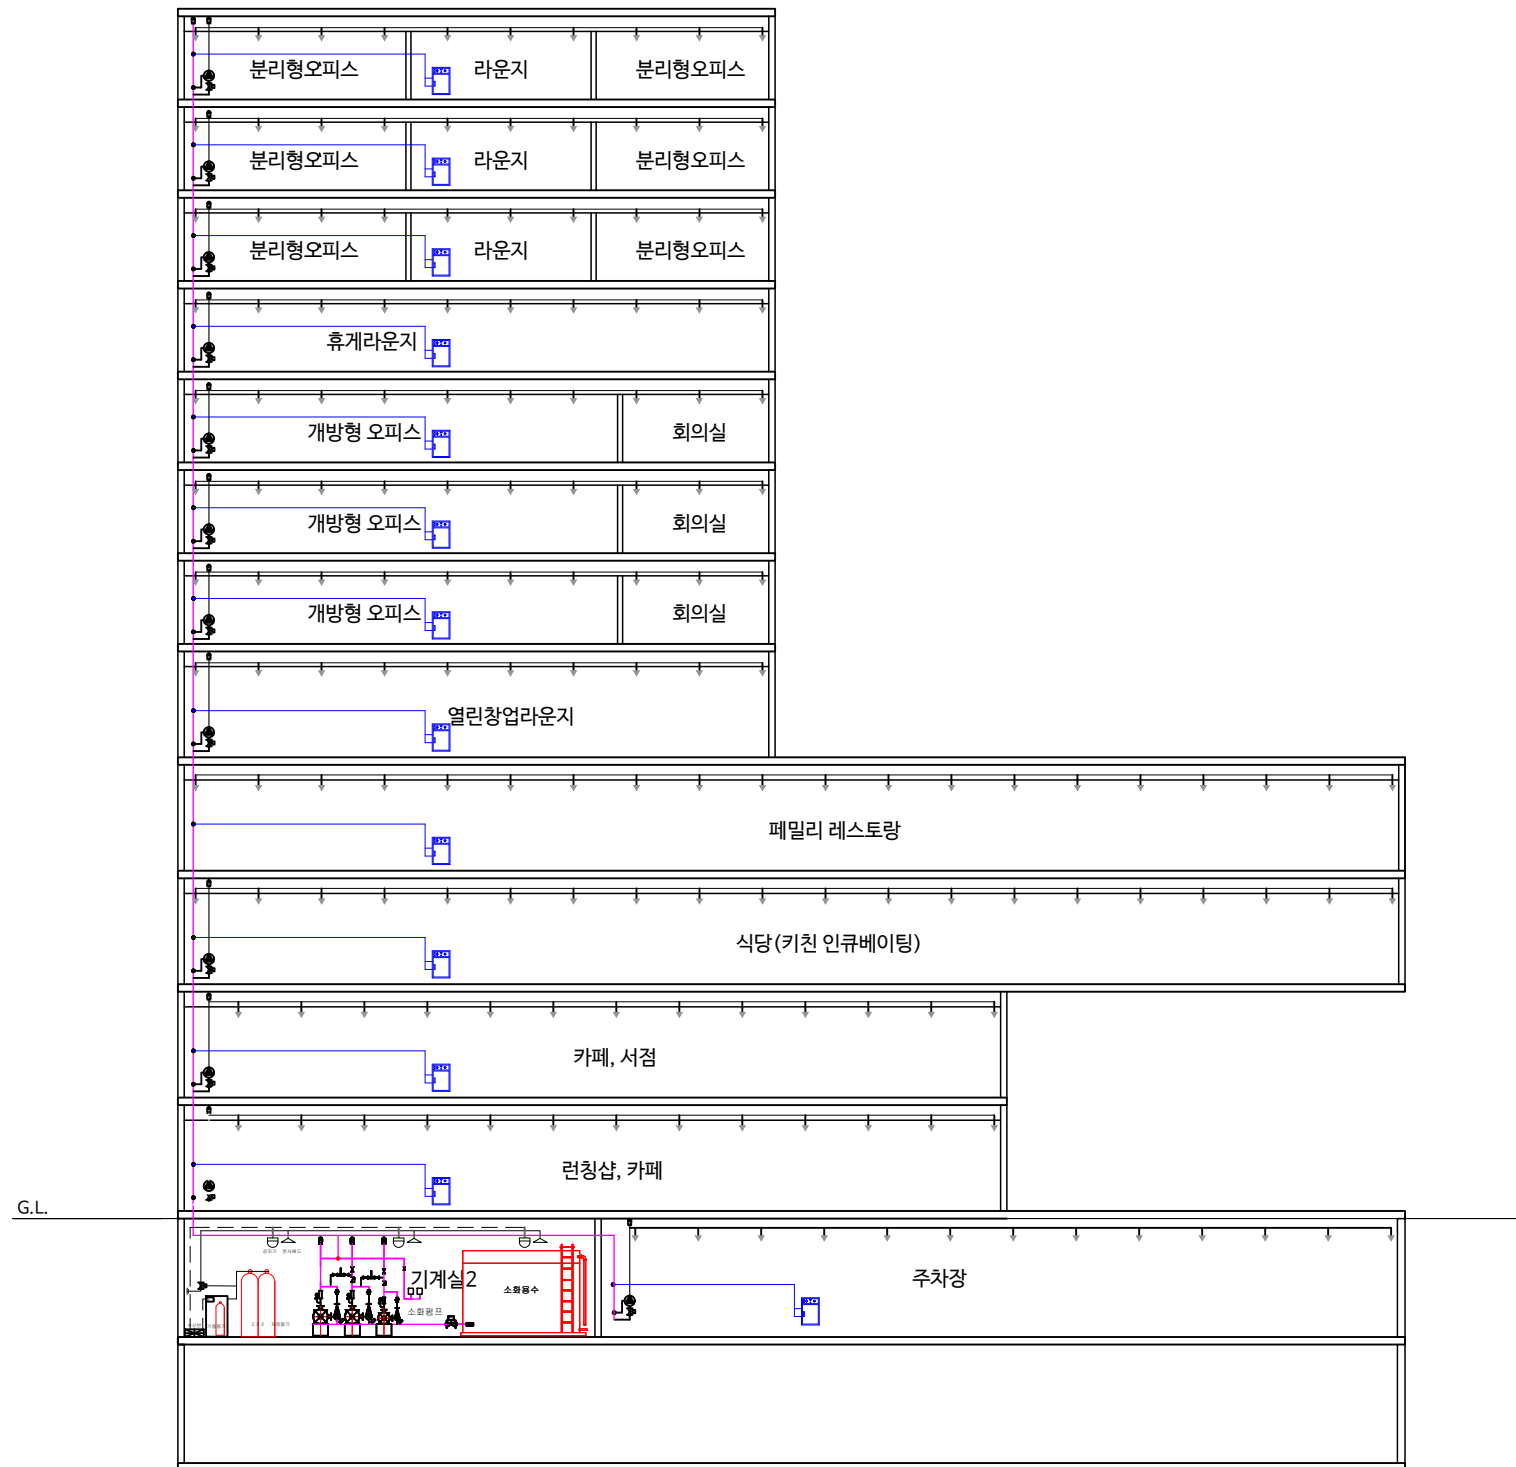 분리형오피스 라운지 분리형오피스
분리형오피스 라운지 분리형오피스
분리형오피스 라운지 분리형오피스
휴게라운지
개방형 오피스 회의실
개방형 오피스 회의실
개방형 오피스 회의실
열린창업라운지
페밀리 레스토랑
식당(키친 인큐베이팅)
카페, 서점
런칭샵, 카페
G.L.
기계실2
주차장
소화용수
소화펌프